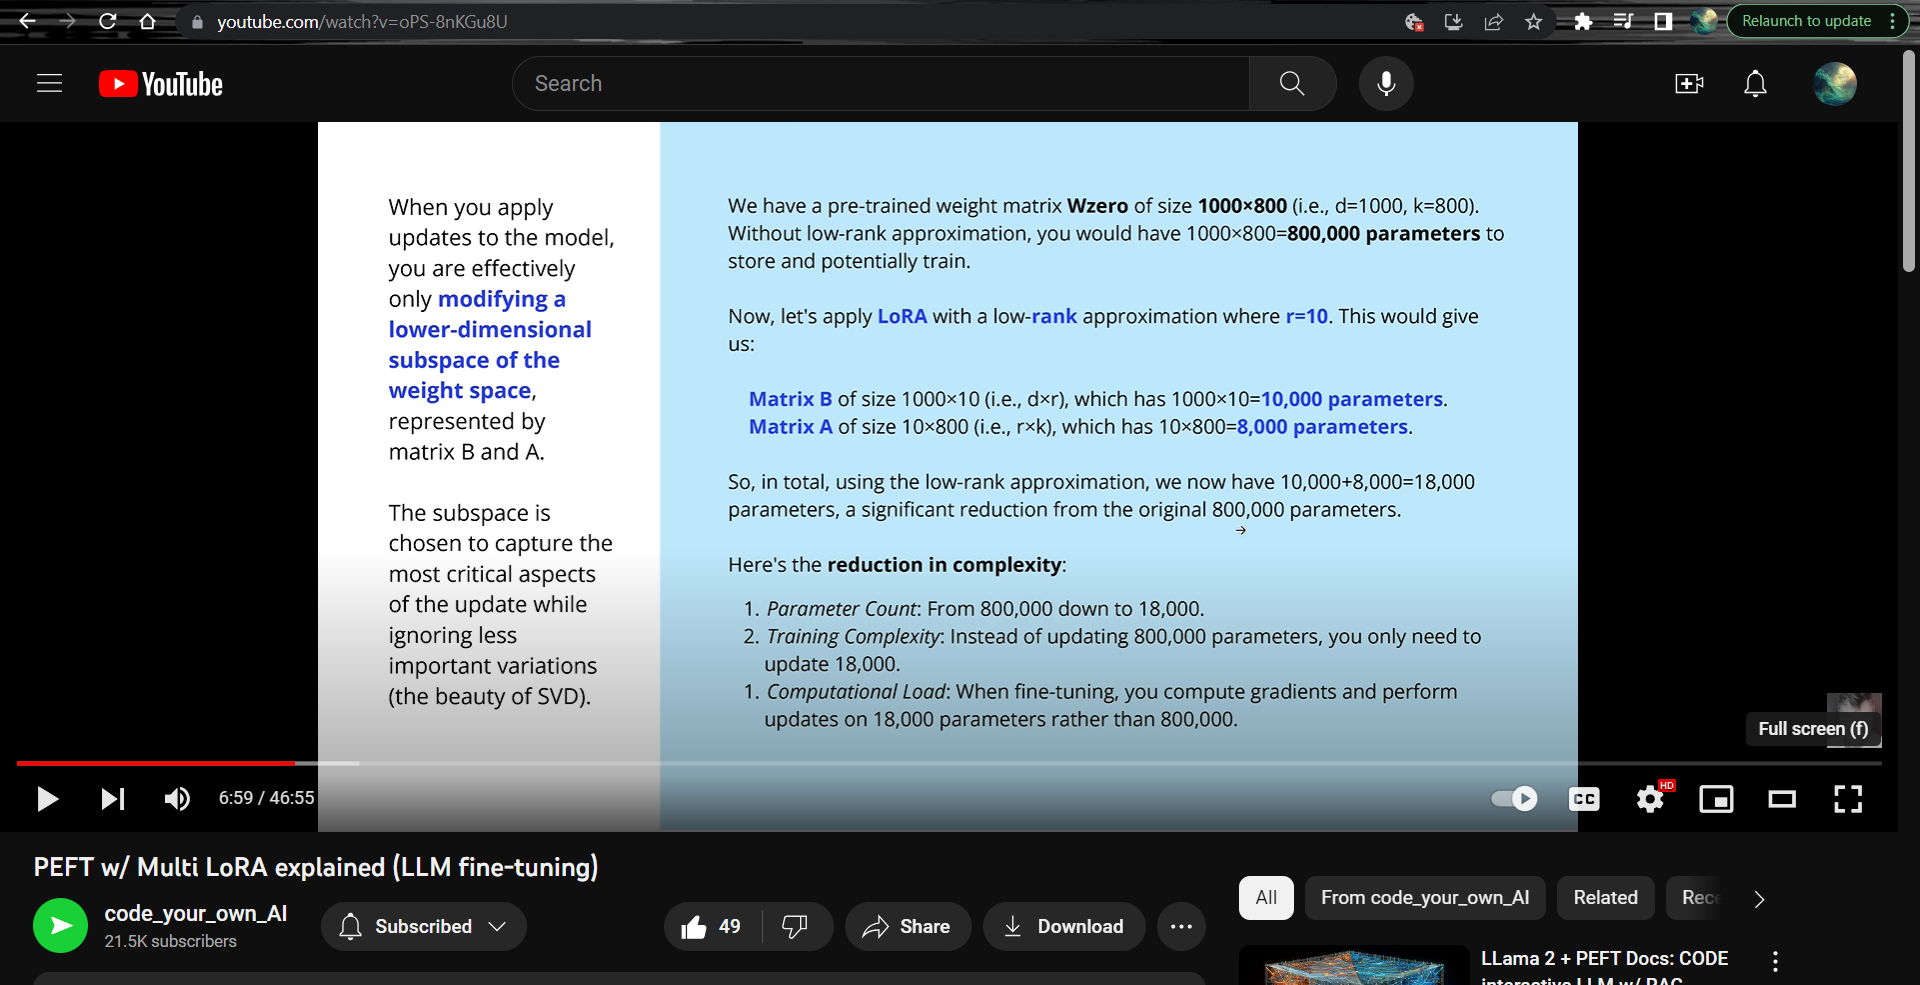 youtube.com/watch?v=oPS-8nKGu8U
Relaunch to update
YouTube
Search
When you apply
updates to the model,
you are effectively
only modifying a
lower-dimensional
subspace of the
weight space,
represented by
matrix B and A.
The subspace is
chosen to capture the
most critical aspects
of the update while
ignoring less
important variations
(the beauty of SVD).
We have a pre-trained weight matrix Wzero of size 1000×800 (i.e., d=1000, k=800).
Without low-rank approximation, you would have 1000×800=800,000 parameters to
store and potentially train.
Now, let's apply LoRA with a low-rank approximation where r=10. This would give
us:
Matrix B of size 1000×10 (i.e., d×r), which has 1000×10=10,000 parameters.
Matrix A of size 10×800 (i.e., r×k), which has 10×800=8,000 parameters.
So, in total, using the low-rank approximation, we now have 10,000+8,000=18,000
parameters, a significant reduction from the original 800,000 parameters.
Here's the reduction in complexity:
1. Parameter Count: From 800,000 down to 18,000.
2. Training Complexity: Instead of updating 800,000 parameters, you only need to
update 18,000.
1. Computational Load: When fine-tuning, you compute gradients and perform
updates on 18,000 parameters rather than 800,000.
Full screen (f)
6:59 / 46:55
CC
HD
PEFT w/ Multi LoRA explained (LLM fine-tuning)
code_your_own_AI
21.5K subscribers
Subscribed
49
Share
Download
All
From code_your_own_AI
Related
LLama 2 + PEFT Docs: CODE
interactive LLM w/ RAG